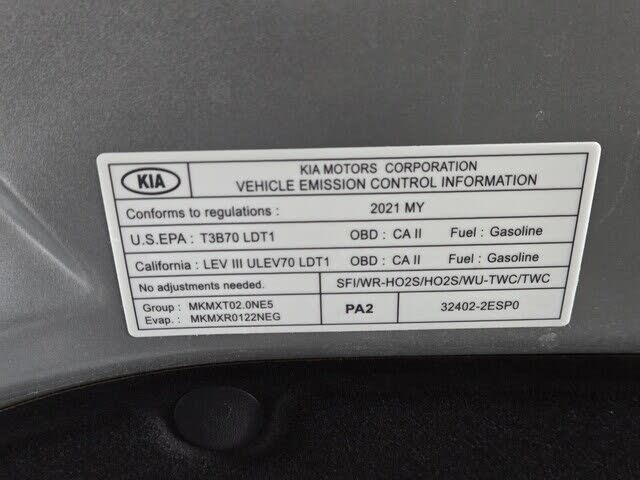 KIA
KIA MOTORS CORPORATION
VEHICLE EMISSION CONTROL INFORMATION
Conforms to regulations : 2021 MY
U.S.EPA : T3B70 LDT1 OBD : CA II Fuel : Gasoline
California : LEV III ULEV70 LDT1 OBD : CA II Fuel : Gasoline
No adjustments needed. SFI/WR-HO2S/HO2S/WU-TWC/TWC
Group : MKMXT02.0NE5
Evap. : MKMXR0122NEG
PA2
32402-2ESP0